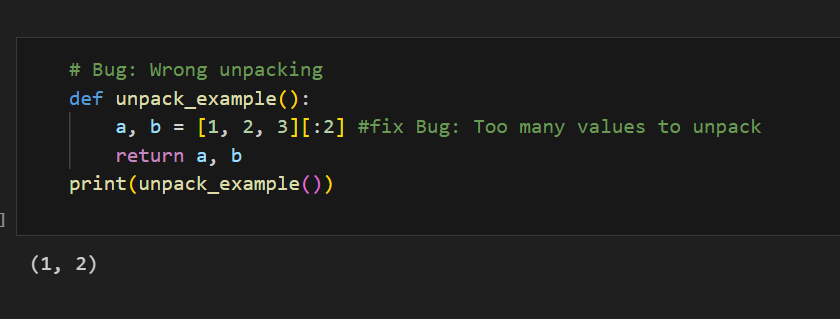 # Bug: Wrong unpacking
def unpack_example():
    a, b = [1, 2, 3][:2] #fix Bug: Too many values to unpack
    return a, b
print(unpack_example())
]
(1, 2)